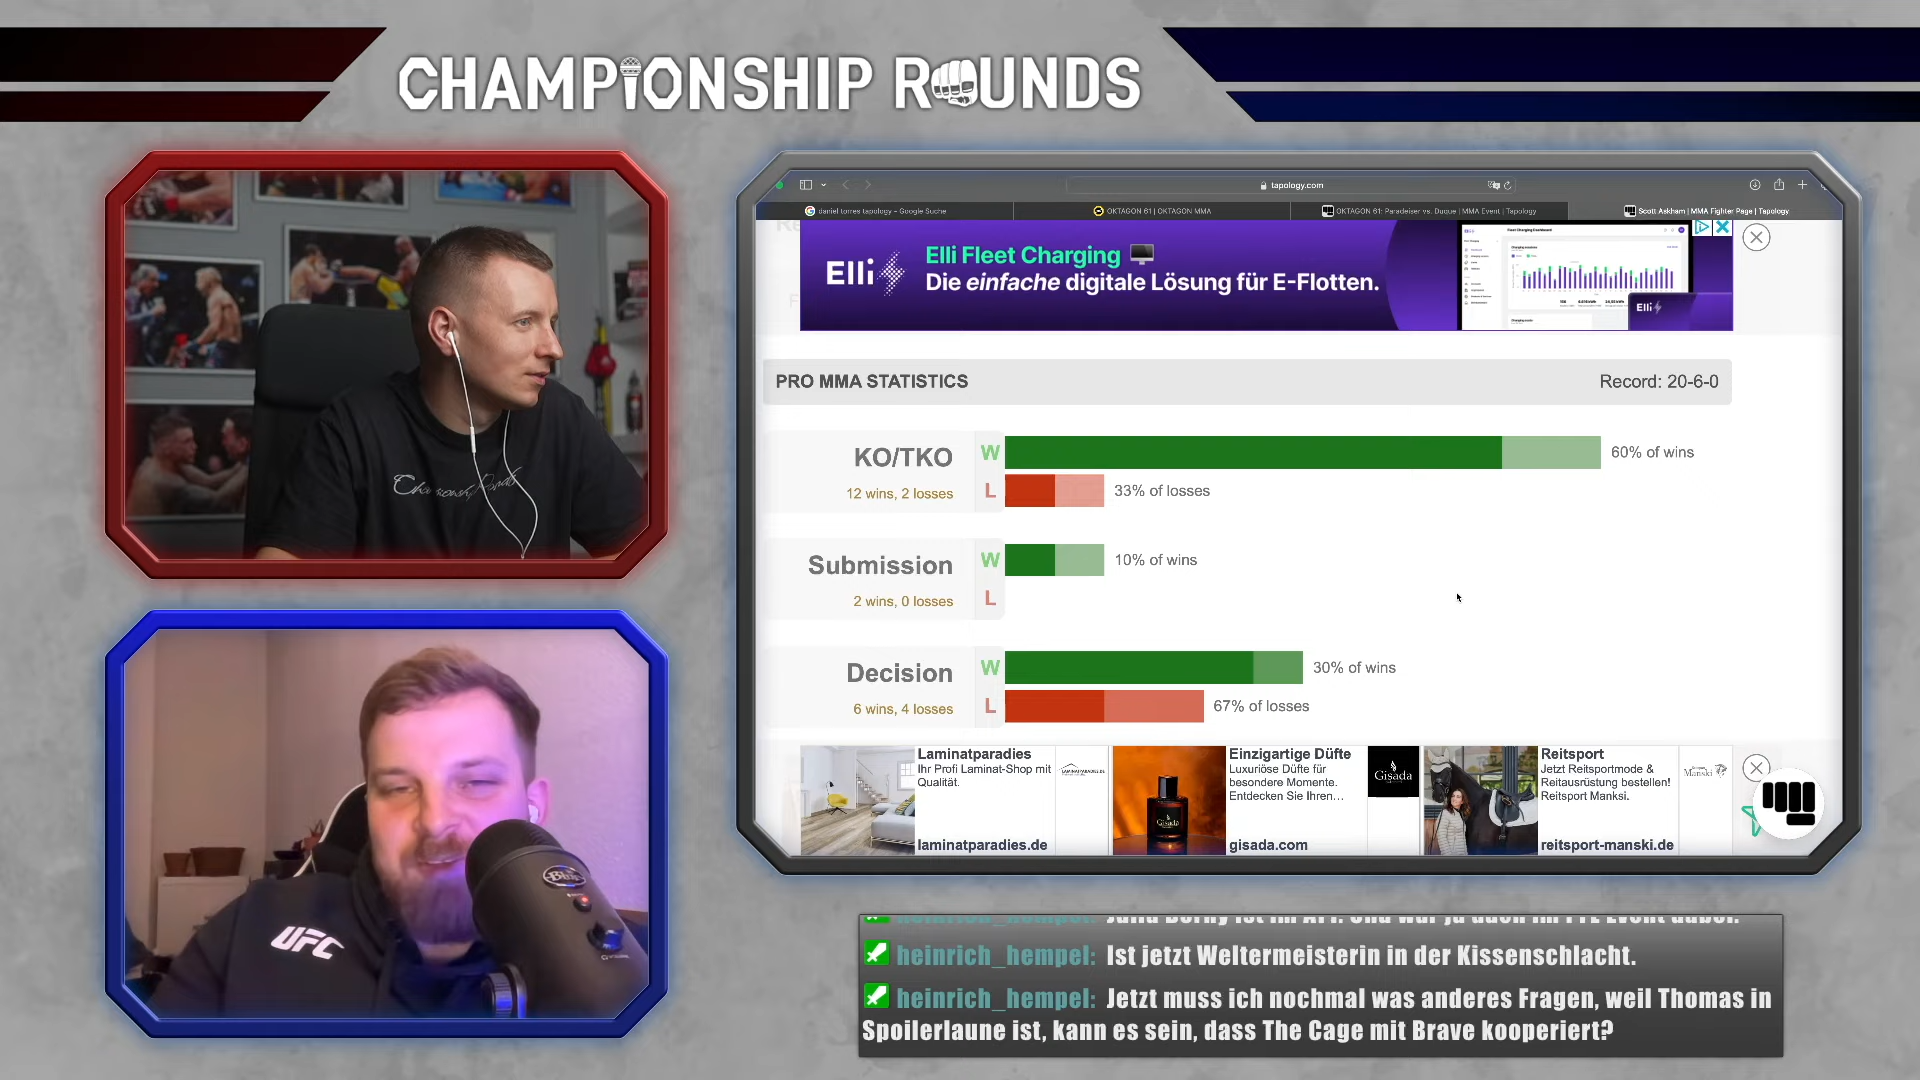 CHAMPIONSHIP ROUNDS
tapology.com
daniel torres tapology – Google Suche
OKTAGON 61 | OKTAGON MMA
OKTAGON 61: Paradeiser vs. Duque | MMA Event | Tapology
Scott Askham | MMA Fighter Page | Tapology
Elli
Elli Fleet Charging
Die einfache digitale Lösung für E-Flotten.
Elli
PRO MMA STATISTICS
Record: 20-6-0
KO/TKO
12 wins, 2 losses
W
60% of wins
L
33% of losses
Submission
2 wins, 0 losses
W
10% of wins
L
Decision
6 wins, 4 losses
W
30% of wins
L
67% of losses
Laminatparadies
Ihr Profi Laminat-Shop mit
Qualität.
laminatparadies.de
Einzigartige Düfte
Luxuriöse Düfte für
besondere Momente.
Entdecken Sie Ihren...
gisada.com
Gisada
Reitsport
Jetzt Reitsportmode &
Reitausrüstung bestellen!
Reitsport Manksi.
reitsport-manski.de
Manski
Championship Rounds
UFC
Blue
heinrich_hempel: Ist jetzt Weltermeisterin in der Kissenschlacht.
heinrich_hempel: Jetzt muss ich nochmal was anderes Fragen, weil Thomas in
Spoilerlaune ist, kann es sein, dass The Cage mit Brave kooperiert?